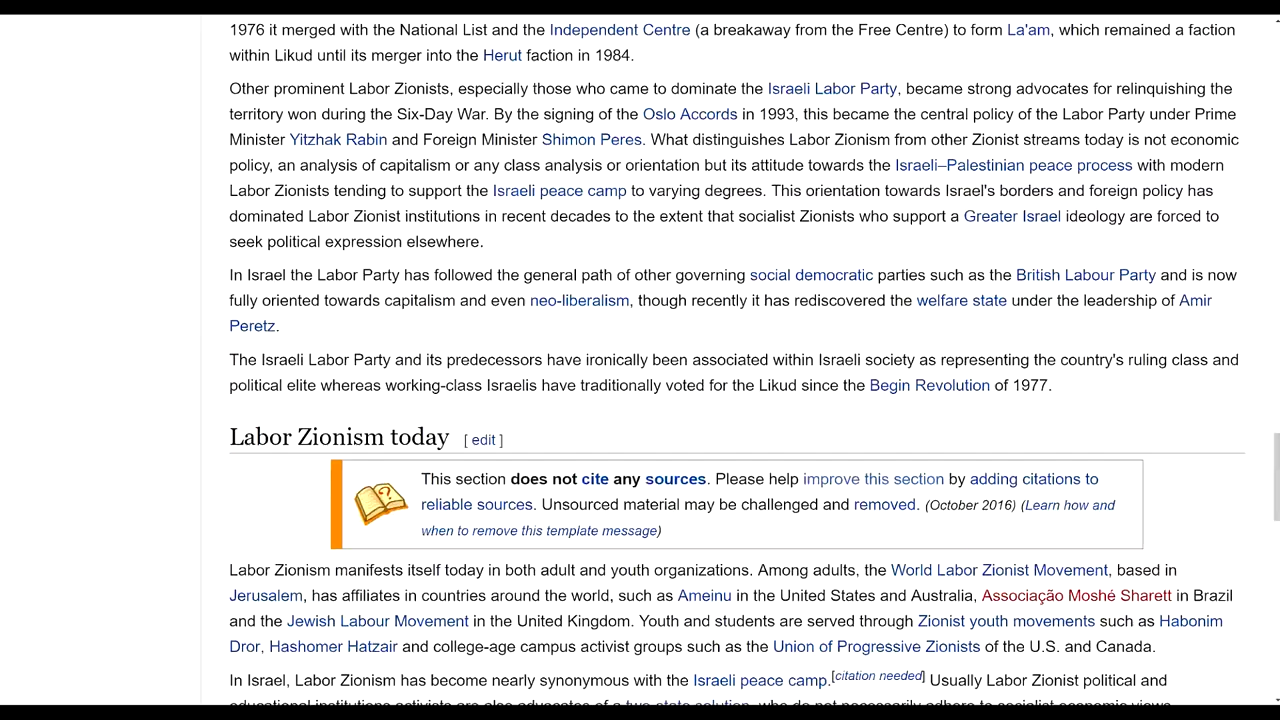 1976 it merged with the National List and the Independent Centre (a breakaway from the Free Centre) to form La'am, which remained a faction
within Likud until its merger into the Herut faction in 1984.
Other prominent Labor Zionists, especially those who came to dominate the Israeli Labor Party, became strong advocates for relinquishing the
territory won during the Six-Day War. By the signing of the Oslo Accords in 1993, this became the central policy of the Labor Party under Prime
Minister Yitzhak Rabin and Foreign Minister Shimon Peres. What distinguishes Labor Zionism from other Zionist streams today is not economic
policy, an analysis of capitalism or any class analysis or orientation but its attitude towards the Israeli–Palestinian peace process with modern
Labor Zionists tending to support the Israeli peace camp to varying degrees. This orientation towards Israel's borders and foreign policy has
dominated Labor Zionist institutions in recent decades to the extent that socialist Zionists who support a Greater Israel ideology are forced to
seek political expression elsewhere.
In Israel the Labor Party has followed the general path of other governing social democratic parties such as the British Labour Party and is now
fully oriented towards capitalism and even neo-liberalism, though recently it has rediscovered the welfare state under the leadership of Amir
Peretz.
The Israeli Labor Party and its predecessors have ironically been associated within Israeli society as representing the country's ruling class and
political elite whereas working-class Israelis have traditionally voted for the Likud since the Begin Revolution of 1977.
Labor Zionism today [ edit ]
This section does not cite any sources. Please help improve this section by adding citations to
reliable sources. Unsourced material may be challenged and removed. (October 2016) (Learn how and
when to remove this template message)
Labor Zionism manifests itself today in both adult and youth organizations. Among adults, the World Labor Zionist Movement, based in
Jerusalem, has affiliates in countries around the world, such as Ameinu in the United States and Australia, Associação Moshé Sharett in Brazil
and the Jewish Labour Movement in the United Kingdom. Youth and students are served through Zionist youth movements such as Habonim
Dror, Hashomer Hatzair and college-age campus activist groups such as the Union of Progressive Zionists of the U.S. and Canada.
In Israel, Labor Zionism has become nearly synonymous with the Israeli peace camp.[citation needed] Usually Labor Zionist political and
educational institutions activists are also advocates of a two-state solution, who do not necessarily adhere to socialist economic views.